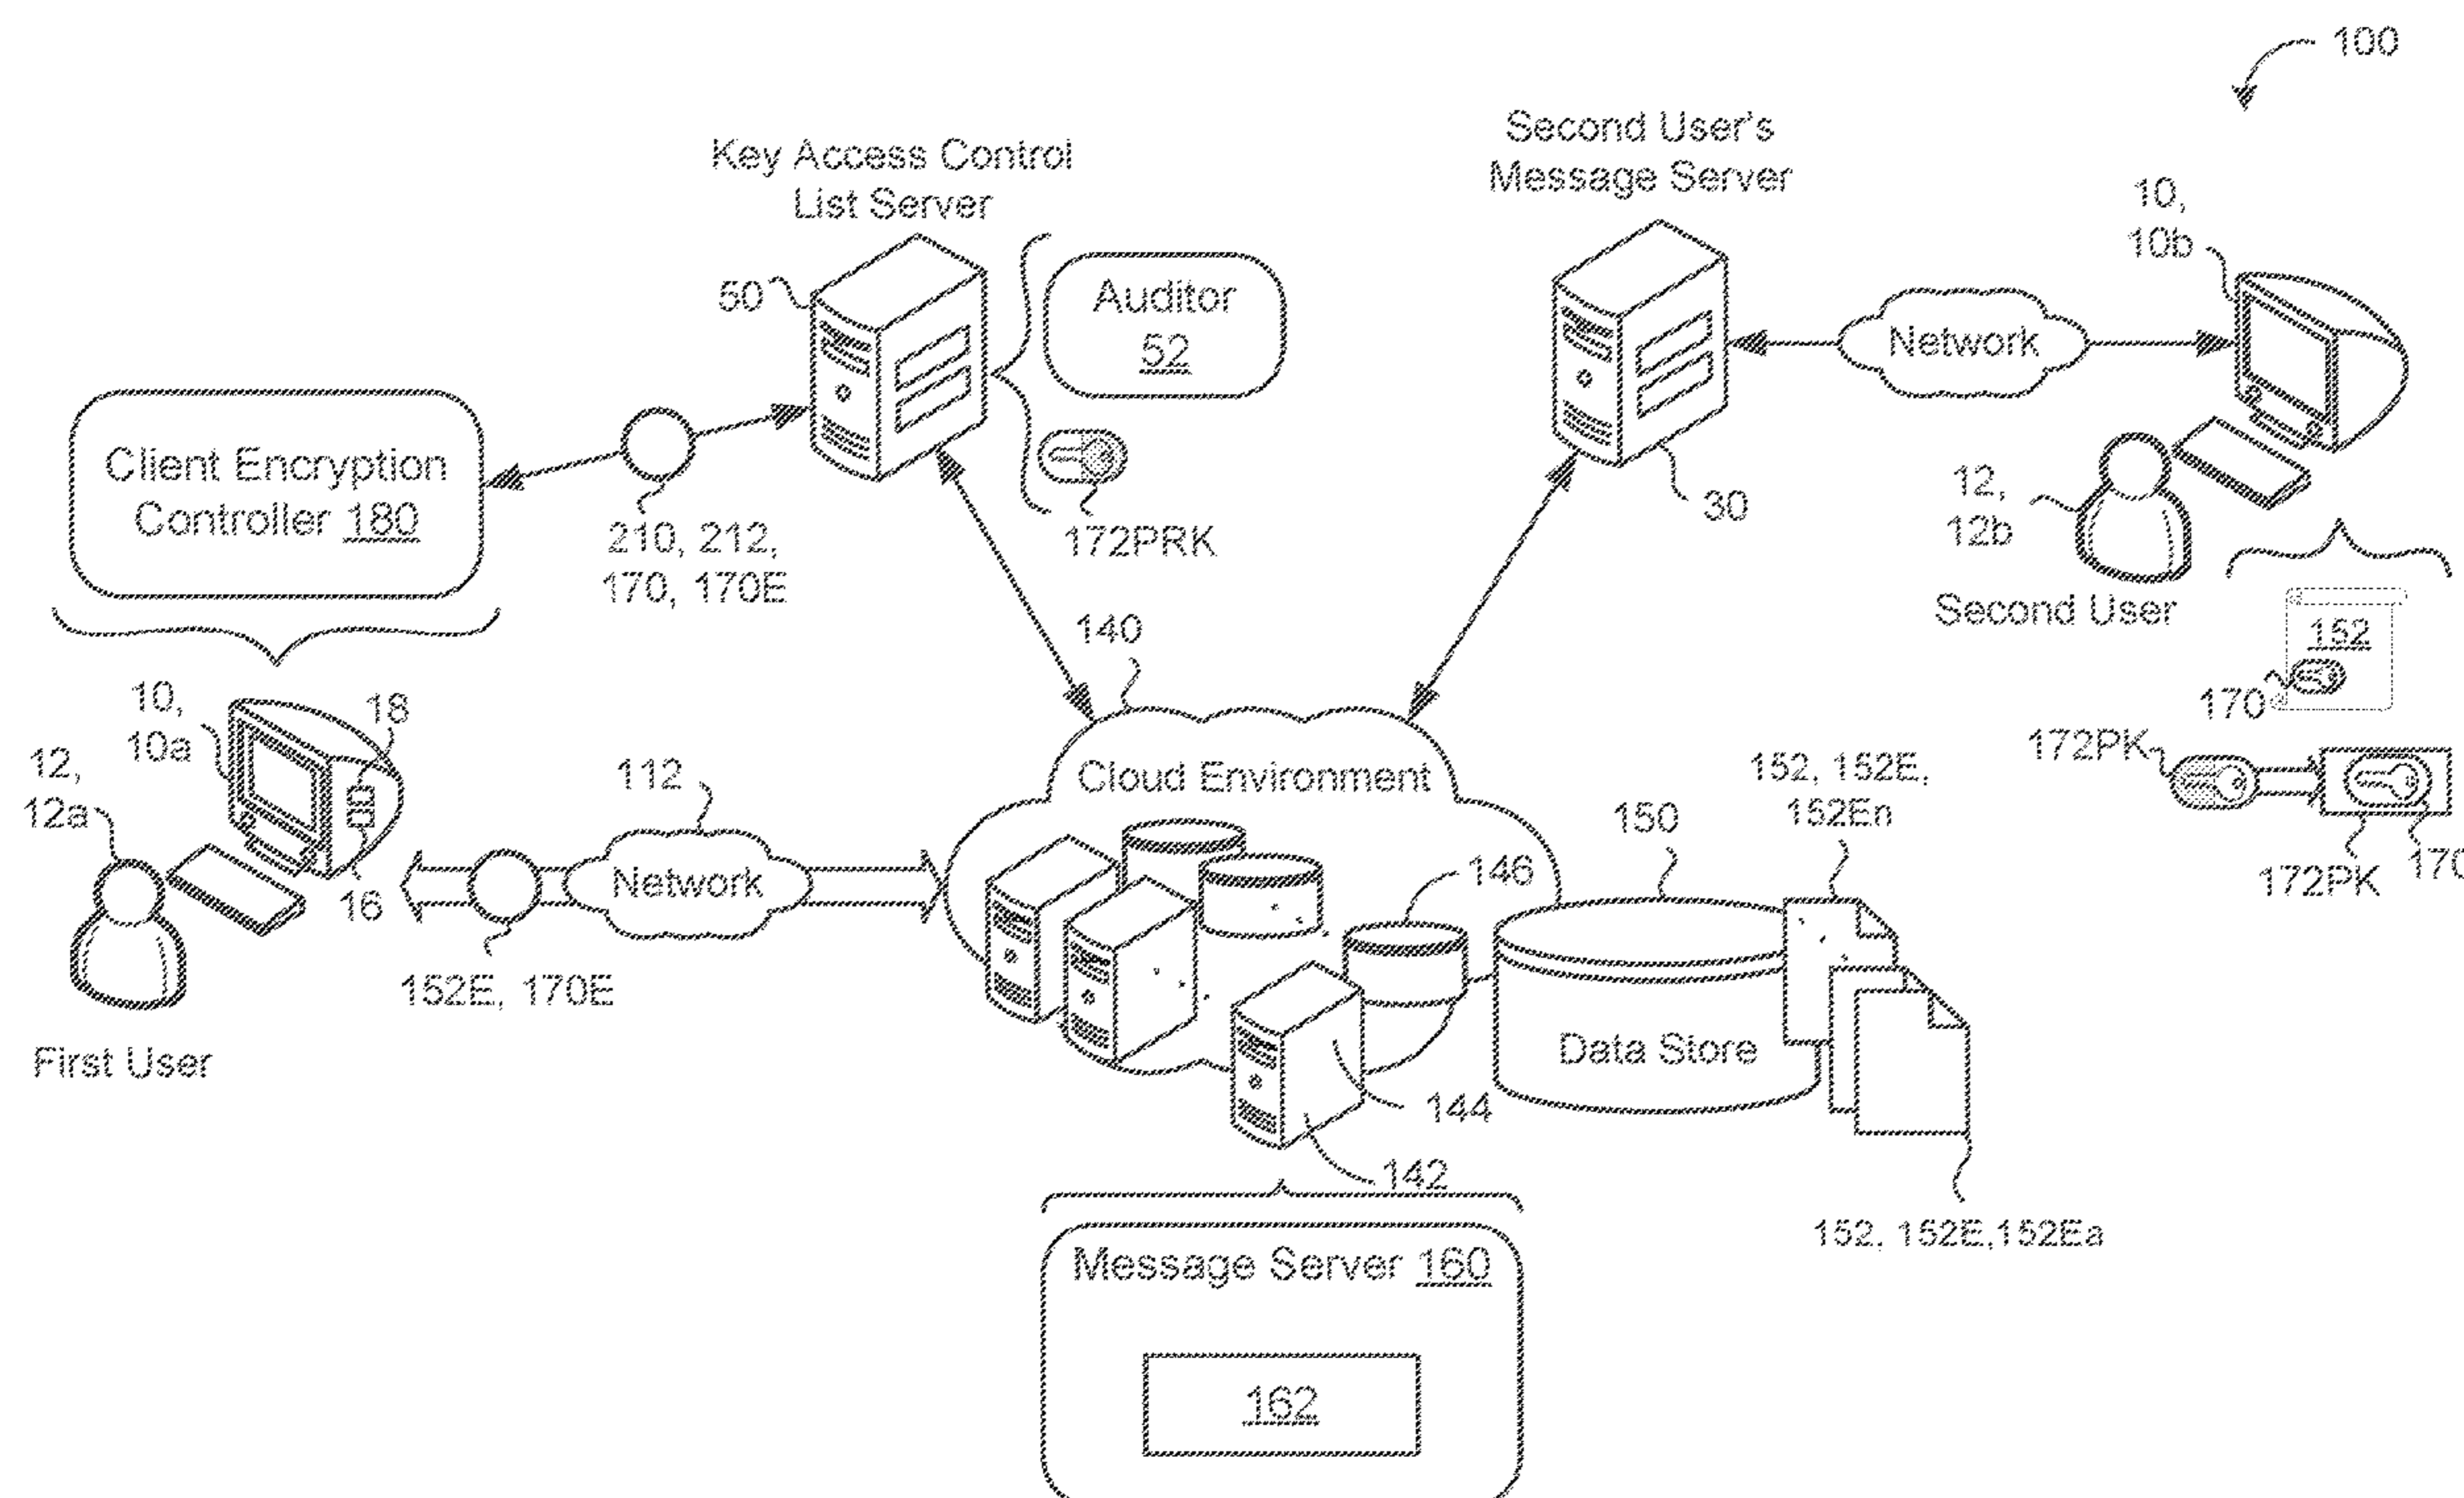 100
Key Access Control
List Server
Second User's
Message Server
10,
10b
50
Auditor
52
Network
Client Encryption
Controller 180
210, 212,
170, 170E
172PRK
30
12,
12b
Second User
152
170
140
172PK
172PK
170
10,
10a
18
12,
12a
16
112
Network
152E, 170E
First User
Cloud Environment
152, 152E,
152En
150
146
Data Store
144
142
152, 152E,152Ea
Message Server 160
162